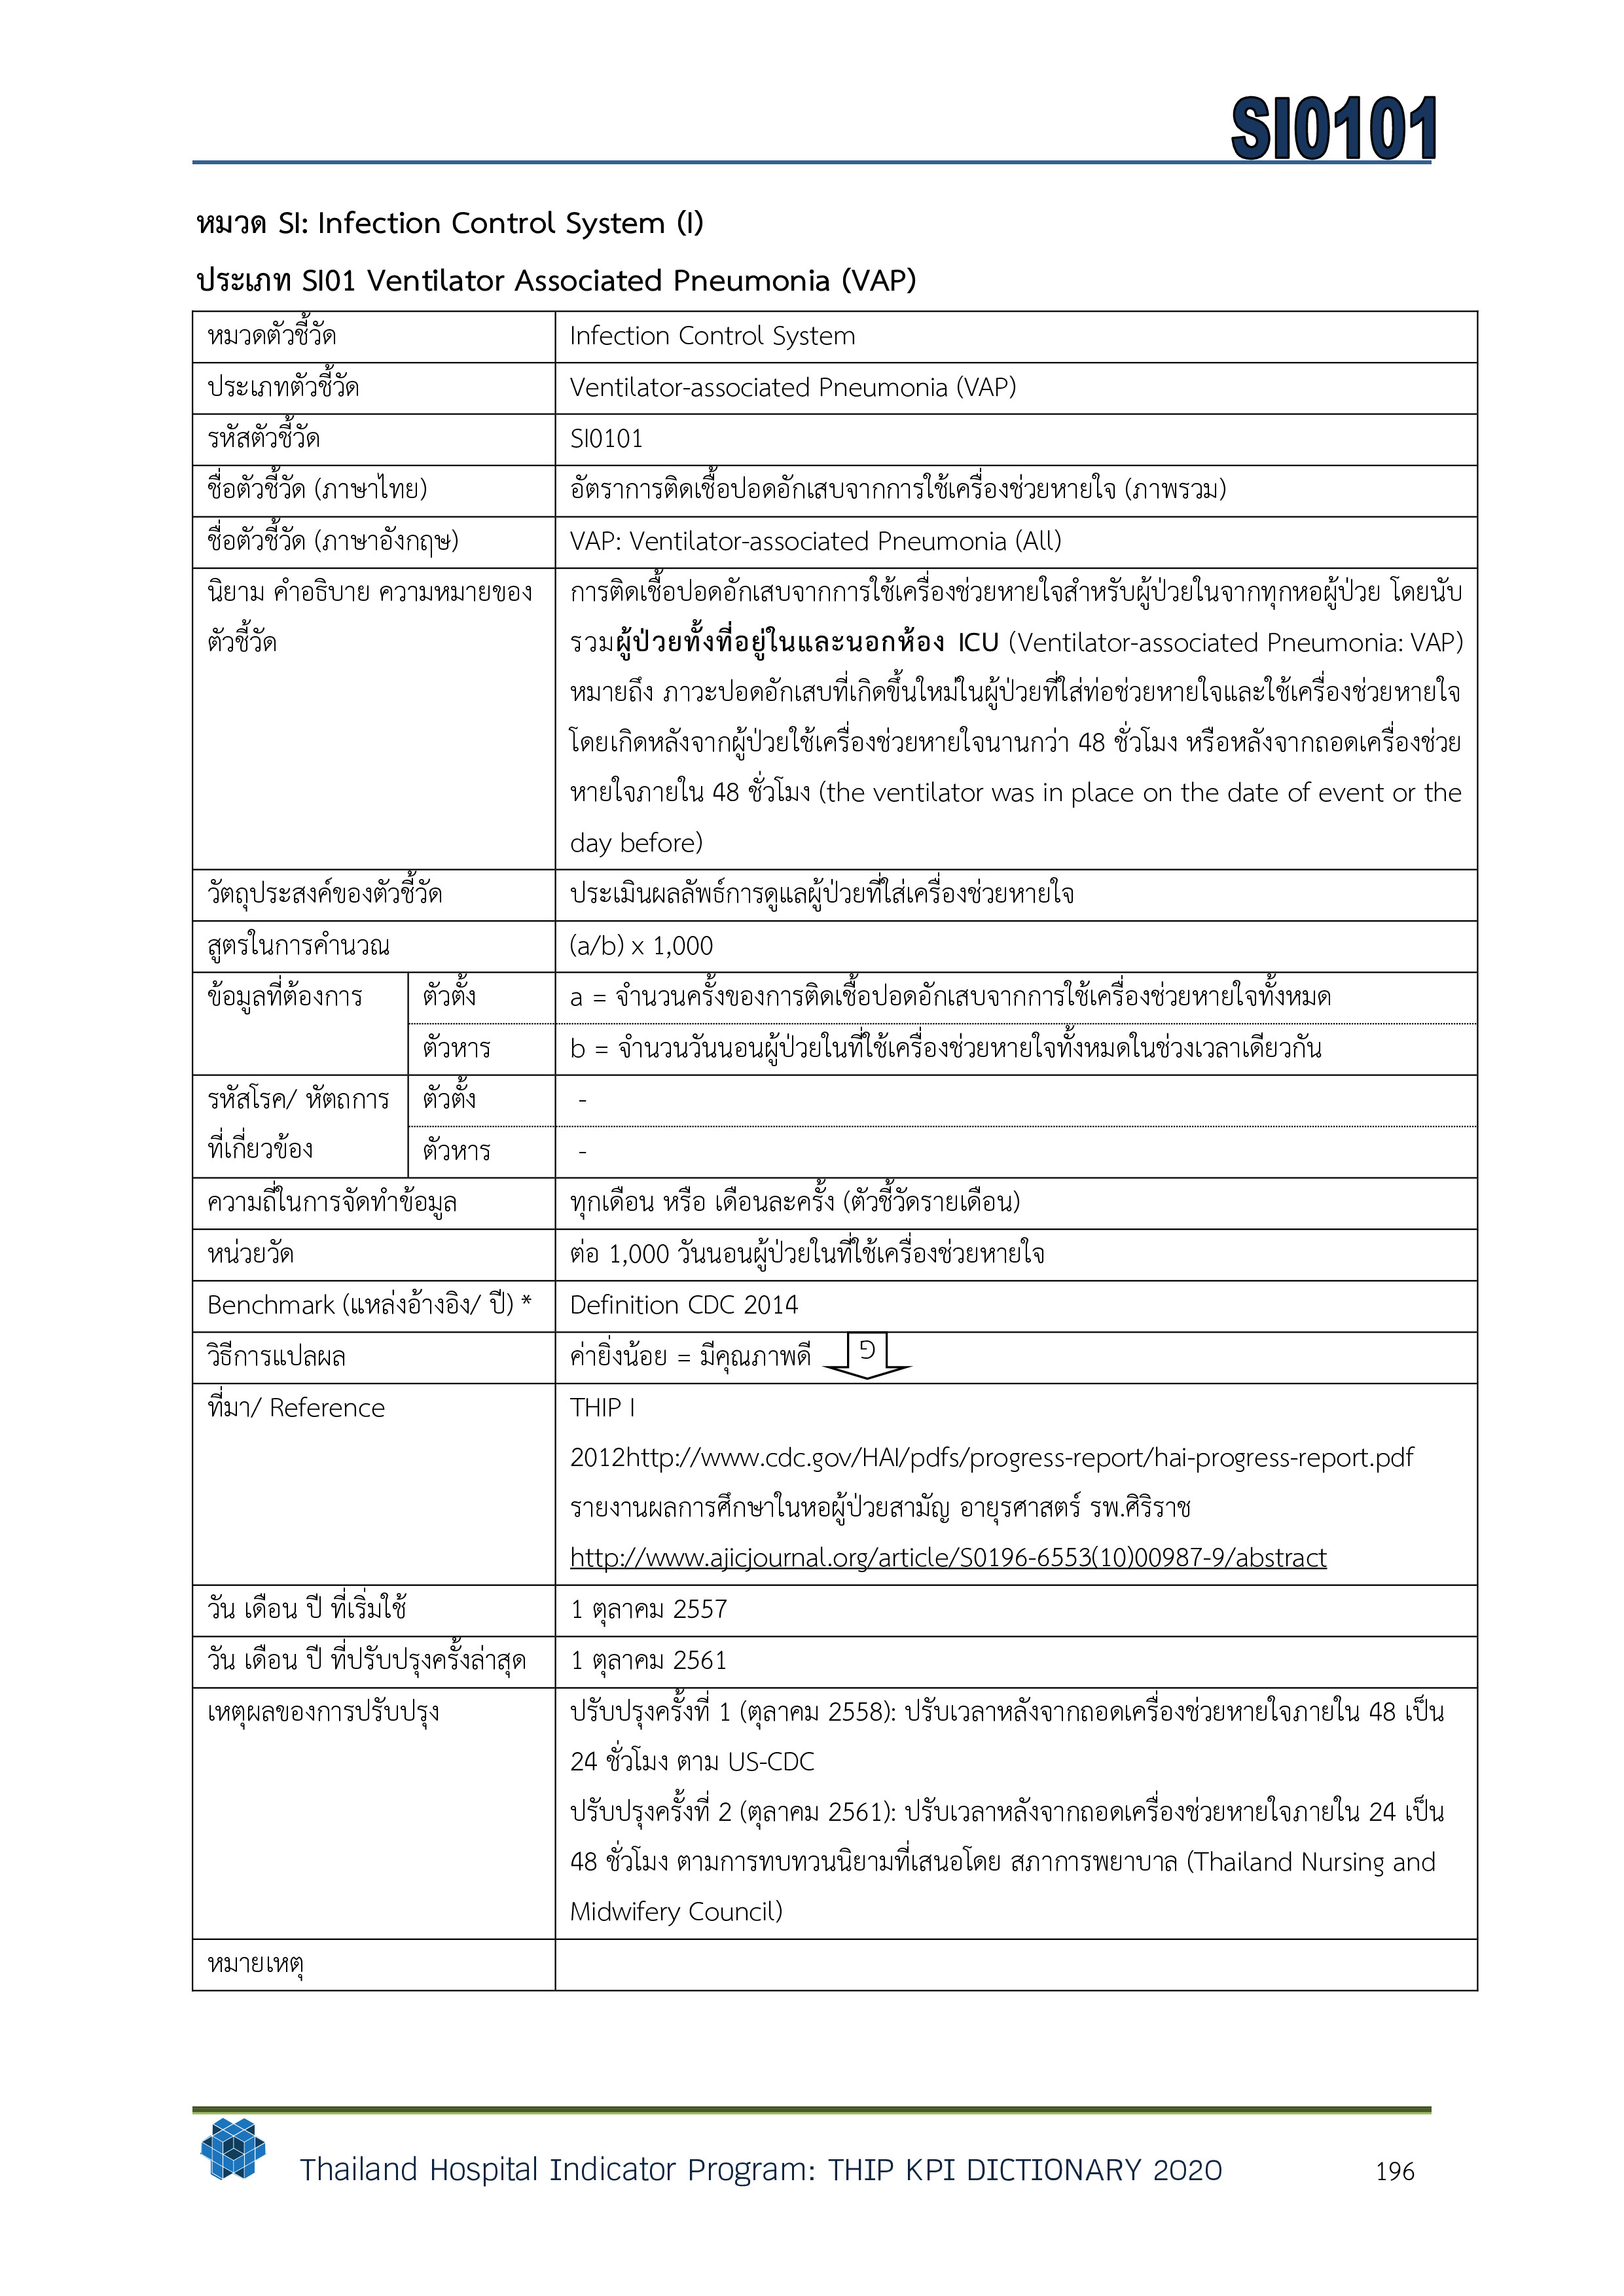 SI0101
หมวด SI: Infection Control System (I)
ประเภท SI01 Ventilator Associated Pneumonia (VAP)
หมวดตัวชี้วัด Infection Control System
ประเภทตัวชี้วัด Ventilator-associated Pneumonia (VAP)
รหัสตัวชี้วัด SI0101
ชื่อตัวชี้วัด (ภาษาไทย) อัตราการติดเชื้อปอดอักเสบจากการใช้เครื่องช่วยหายใจ (ภาพรวม)
ชื่อตัวชี้วัด (ภาษาอังกฤษ) VAP: Ventilator-associated Pneumonia (All)
นิยาม คำอธิบาย ความหมายของ
ตัวชี้วัด
การติดเชื้อปอดอักเสบจากการใช้เครื่องช่วยหายใจสำหรับผู้ป่วยในจากทุกหอผู้ป่วย โดยนับ
รวมผู้ป่วยทั้งที่อยู่ในและนอกห้อง ICU (Ventilator-associated Pneumonia: VAP)
หมายถึง ภาวะปอดอักเสบที่เกิดขึ้นใหม่ในผู้ป่วยที่ใส่ท่อช่วยหายใจและใช้เครื่องช่วยหายใจ
โดยเกิดหลังจากผู้ป่วยใช้เครื่องช่วยหายใจนานกว่า 48 ชั่วโมง หรือหลังจากถอดเครื่องช่วย
หายใจภายใน 48 ชั่วโมง (the ventilator was in place on the date of event or the
day before)
วัตถุประสงค์ของตัวชี้วัด ประเมินผลลัพธ์การดูแลผู้ป่วยที่ใส่เครื่องช่วยหายใจ
สูตรในการคำนวณ (a/b) x 1,000
ข้อมูลที่ต้องการ ตัวตั้ง a = จำนวนครั้งของการติดเชื้อปอดอักเสบจากการใช้เครื่องช่วยหายใจทั้งหมด
ตัวหาร b = จำนวนวันนอนผู้ป่วยในที่ใช้เครื่องช่วยหายใจทั้งหมดในช่วงเวลาเดียวกัน
รหัสโรค/ หัตถการ ตัวตั้ง -
ที่เกี่ยวข้อง ตัวหาร -
ความถี่ในการจัดทำข้อมูล ทุกเดือน หรือ เดือนละครั้ง (ตัวชี้วัดรายเดือน)
หน่วยวัด ต่อ 1,000 วันนอนผู้ป่วยในที่ใช้เครื่องช่วยหายใจ
Benchmark (แหล่งอ้างอิง/ ปี) * Definition CDC 2014
วิธีการแปลผล ค่ายิ่งน้อย = มีคุณภาพดี
ที่มา/ Reference THIP I
2012http://www.cdc.gov/HAI/pdfs/progress-report/hai-progress-report.pdf
รายงานผลการศึกษาในหอผู้ป่วยสามัญ อายุรศาสตร์ รพ.ศิริราช
http://www.ajicjournal.org/article/S0196-6553(10)00987-9/abstract
วัน เดือน ปี ที่เริ่มใช้ 1 ตุลาคม 2557
วัน เดือน ปี ที่ปรับปรุงครั้งล่าสุด 1 ตุลาคม 2561
เหตุผลของการปรับปรุง ปรับปรุงครั้งที่ 1 (ตุลาคม 2558): ปรับเวลาหลังจากถอดเครื่องช่วยหายใจภายใน 48 เป็น
24 ชั่วโมง ตาม US-CDC
ปรับปรุงครั้งที่ 2 (ตุลาคม 2561): ปรับเวลาหลังจากถอดเครื่องช่วยหายใจภายใน 24 เป็น
48 ชั่วโมง ตามการทบทวนนิยามที่เสนอโดย สภาการพยาบาล (Thailand Nursing and
Midwifery Council)
หมายเหตุ
Thailand Hospital Indicator Program: THIP KPI DICTIONARY 2020 196